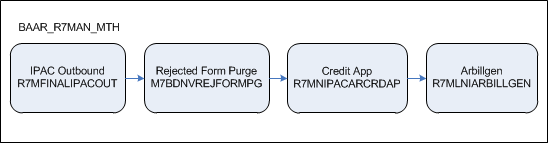 BAAR_R7MAN_MTH
IPAC Outbound
R7MFINALIPACOUT
Rejected Form Purge
M7BDNVREJFORMPG
Credit App
R7MNIPACARCRDAP
Arbillgen
R7MLNIARBILLGEN